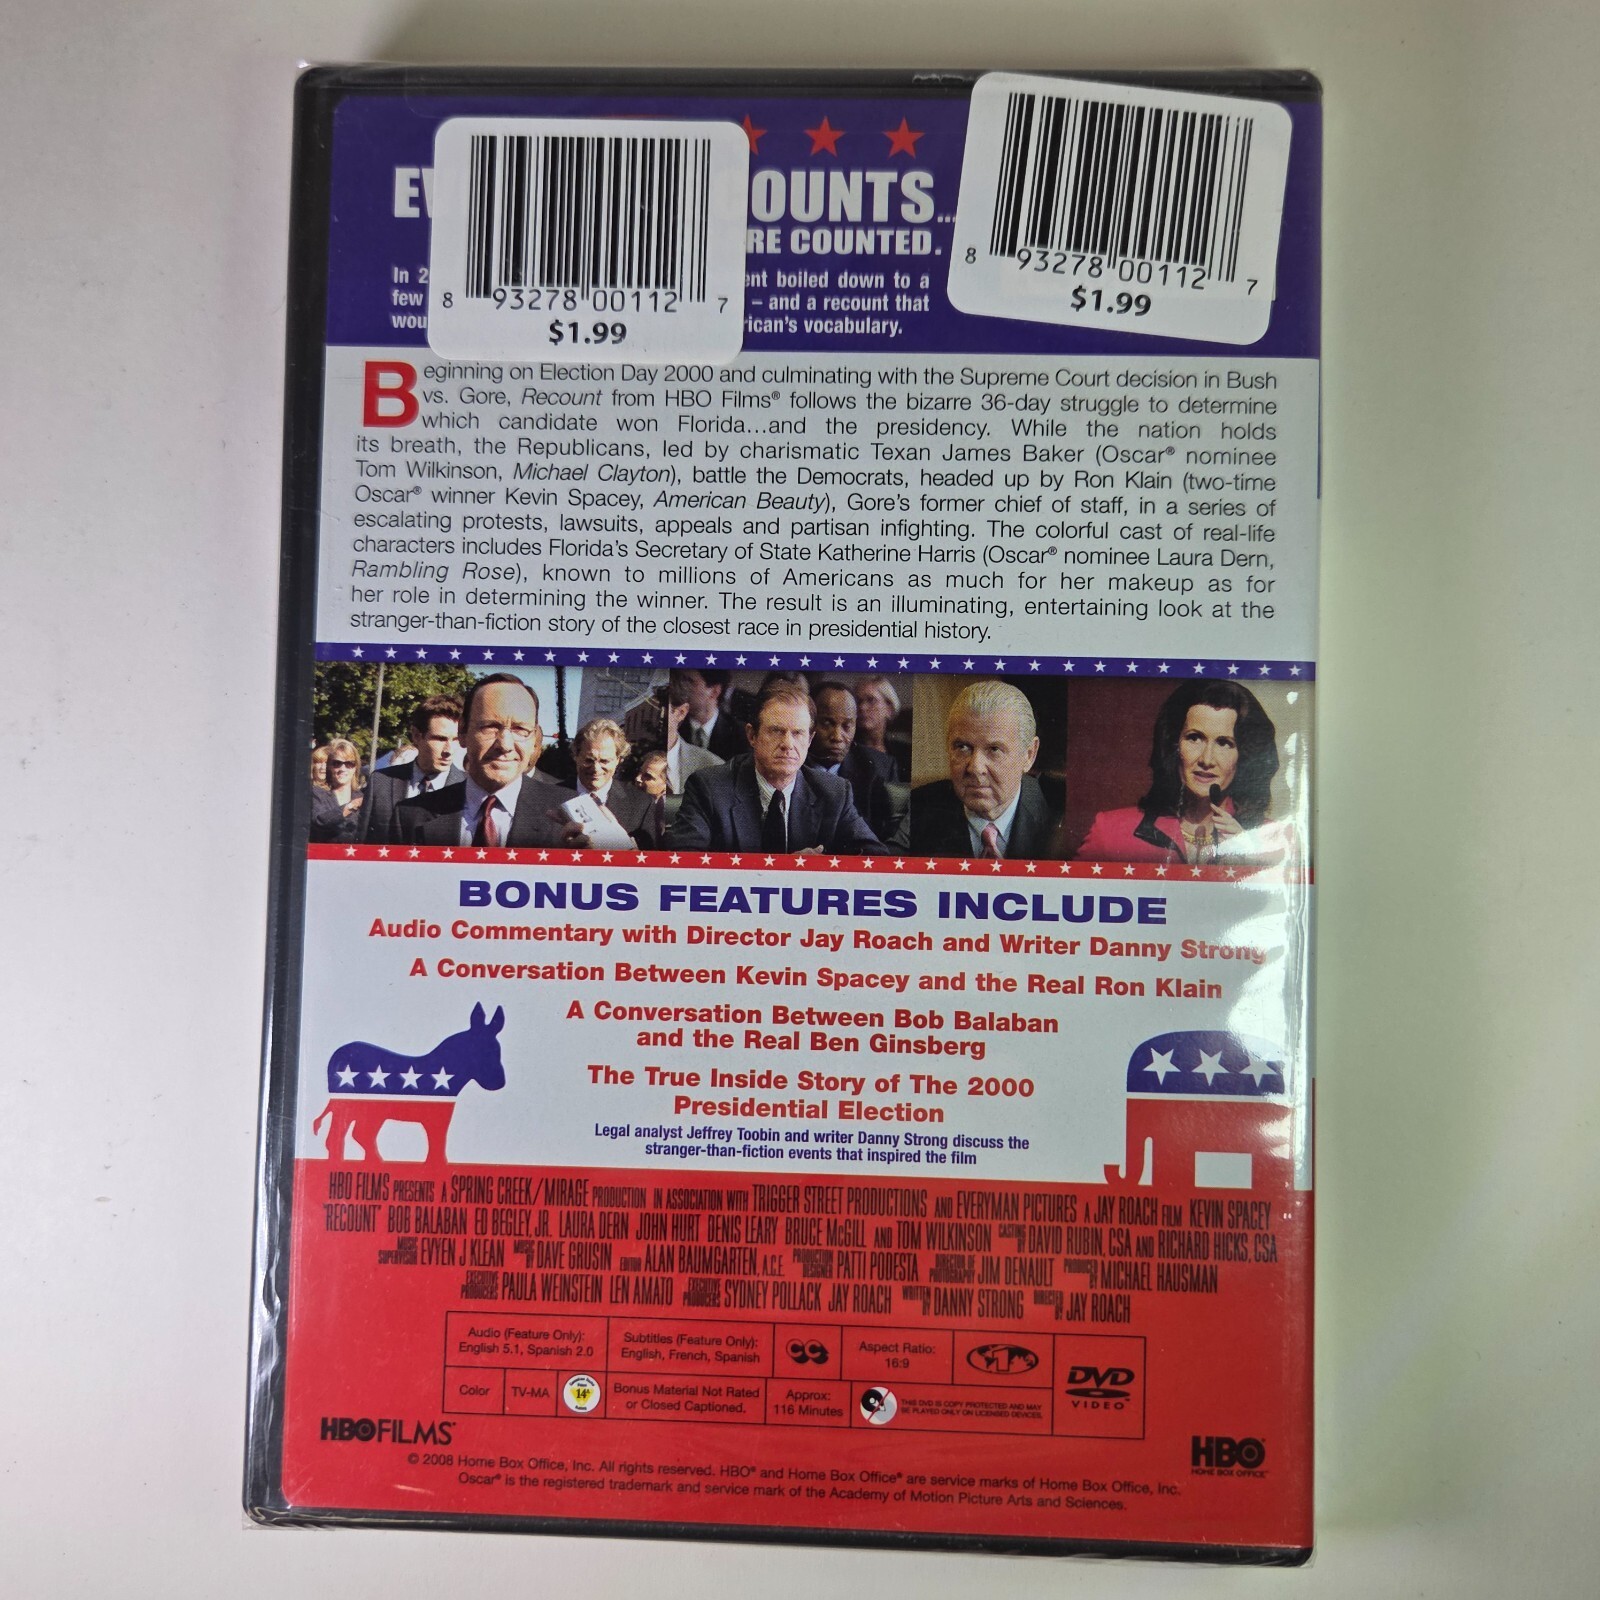 EV
OUNTS...
RE COUNTED.
In 2
ent boiled down to a
few
– and a recount that
wou
rican's vocabulary.
8 93278 00112 7
$1.99
8 93278 00112 7
$1.99
Beginning on Election Day 2000 and culminating with the Supreme Court decision in Bush
vs. Gore, Recount from HBO Films® follows the bizarre 36-day struggle to determine
which candidate won Florida...and the presidency. While the nation holds
its breath, the Republicans, led by charismatic Texan James Baker (Oscar® nominee
Tom Wilkinson, Michael Clayton), battle the Democrats, headed up by Ron Klain (two-time
Oscar® winner Kevin Spacey, American Beauty), Gore's former chief of staff, in a series of
escalating protests, lawsuits, appeals and partisan infighting. The colorful cast of real-life
characters includes Florida's Secretary of State Katherine Harris (Oscar® nominee Laura Dern,
Rambling Rose), known to millions of Americans as much for her makeup as for
her role in determining the winner. The result is an illuminating, entertaining look at the
stranger-than-fiction story of the closest race in presidential history.
BONUS FEATURES INCLUDE
Audio Commentary with Director Jay Roach and Writer Danny Strong
A Conversation Between Kevin Spacey and the Real Ron Klain
A Conversation Between Bob Balaban
and the Real Ben Ginsberg
The True Inside Story of The 2000
Presidential Election
Legal analyst Jeffrey Toobin and writer Danny Strong discuss the
stranger-than-fiction events that inspired the film
HBO FILMS PRESENTS A SPRING CREEK/MIRAGE PRODUCTION IN ASSOCIATION WITH TRIGGER STREET PRODUCTIONS AND EVERYMAN PICTURES A JAY ROACH FILM KEVIN SPACEY
"RECOUNT" BOB BALABAN ED BEGLEY, JR. LAURA DERN JOHN HURT DENIS LEARY BRUCE McGILL AND TOM WILKINSON CASTING BY DAVID RUBIN, CSA AND RICHARD HICKS, CSA
MUSIC SUPERVISOR EVYEN J KLEAN MUSIC BY DAVE GRUSIN EDITOR ALAN BAUMGARTEN, A.C.E. PRODUCTION DESIGNER PATTI PODESTA DIRECTOR OF PHOTOGRAPHY JIM DENAULT PRODUCED BY MICHAEL HAUSMAN
EXECUTIVE PRODUCERS PAULA WEINSTEIN LEN AMATO EXECUTIVE PRODUCERS SYDNEY POLLACK JAY ROACH WRITTEN BY DANNY STRONG DIRECTED BY JAY ROACH
Audio (Feature Only):
English 5.1, Spanish 2.0
Subtitles (Feature Only):
English, French, Spanish
CC
Aspect Ratio:
16:9
1
DVD
VIDEO
Color
TV-MA
14A
Bonus Material Not Rated
or Closed Captioned.
Approx:
116 Minutes
THIS DVD IS COPY PROTECTED AND MAY
BE PLAYED ONLY ON LICENSED DEVICES.
HBO FILMS®
HBO®
HOME BOX OFFICE®
© 2008 Home Box Office, Inc. All rights reserved. HBO® and Home Box Office® are service marks of Home Box Office, Inc.
Oscar® is the registered trademark and service mark of the Academy of Motion Picture Arts and Sciences.